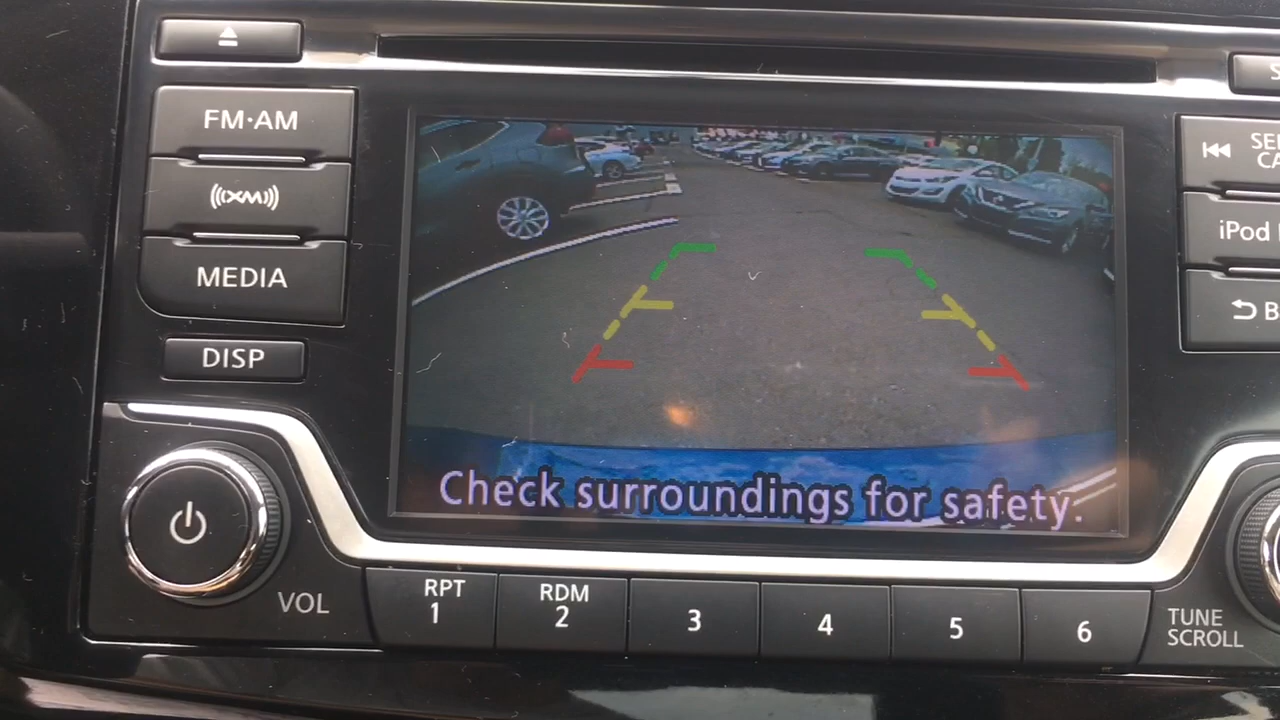 FM·AM
XM
MEDIA
DISP
VOL
Check surroundings for safety.
RPT
1
RDM
2
3
4
5
6
iPod
TUNE
SCROLL